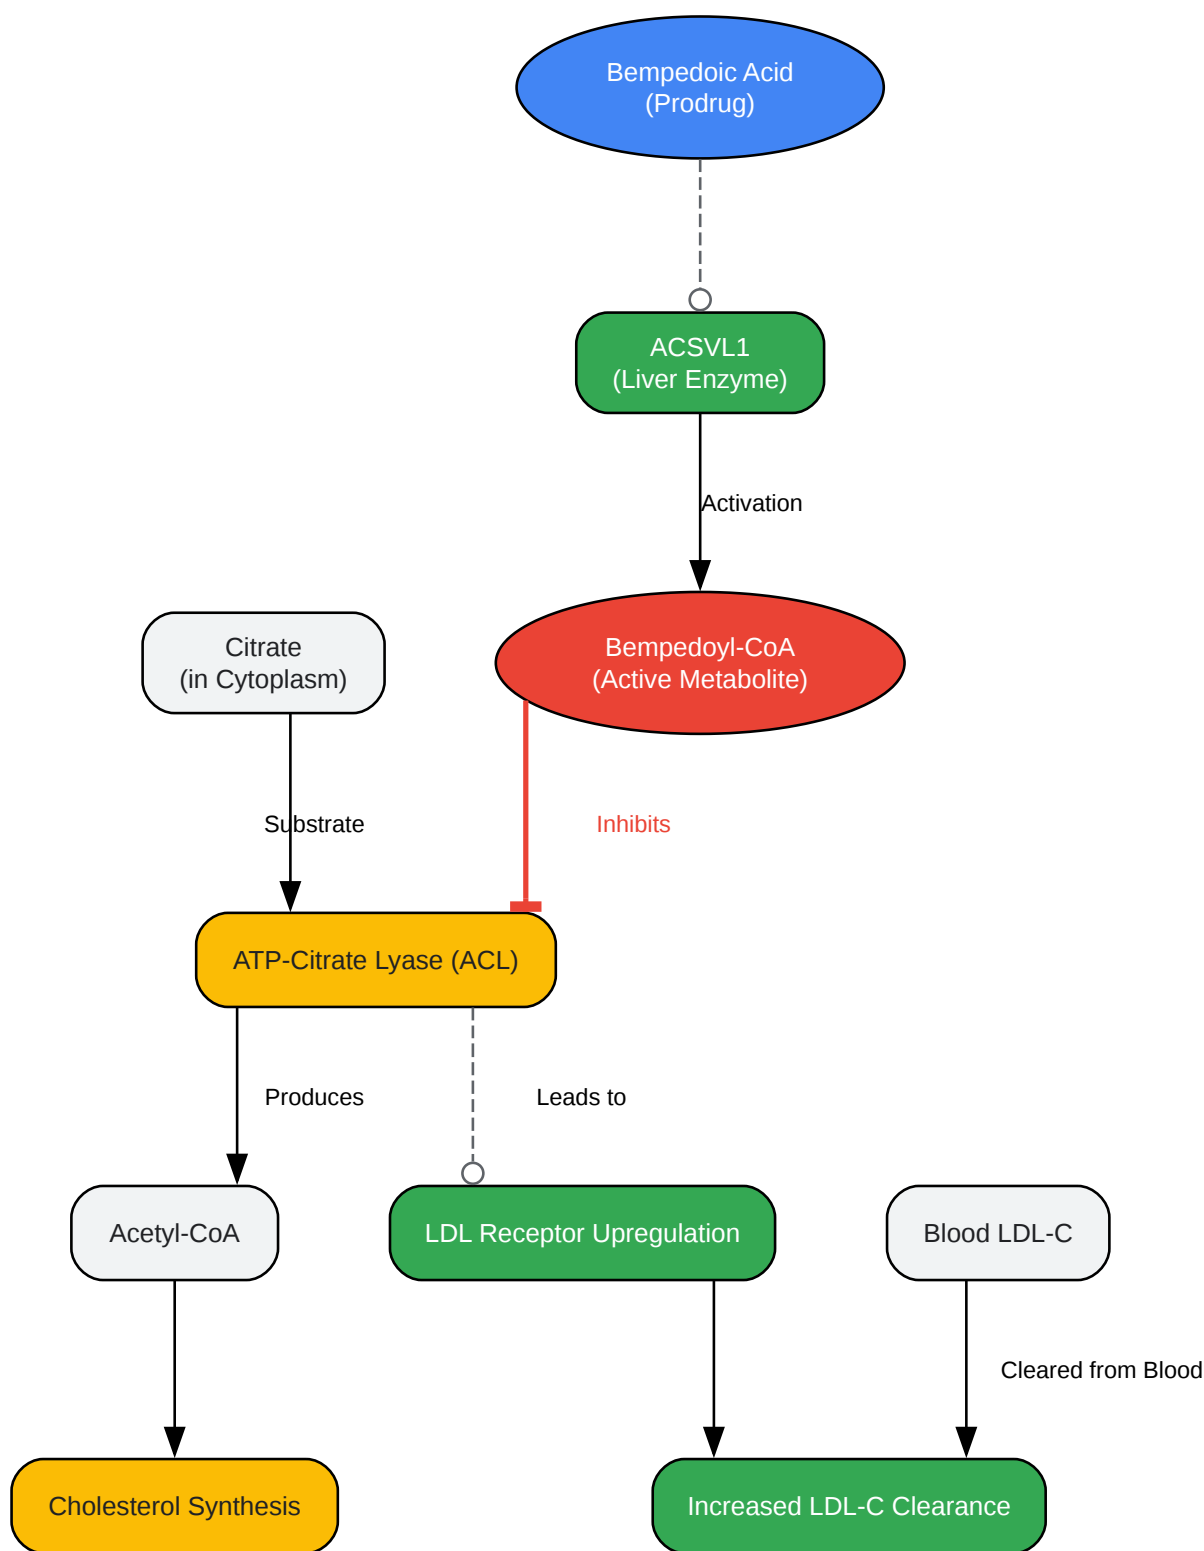 Bempedoic Acid
(Prodrug)
ACSVL1
(Liver Enzyme)
Activation
Citrate
(in Cytoplasm)
Bempedoyl-CoA
(Active Metabolite)
Substrate
Inhibits
ATP-Citrate Lyase (ACL)
Produces
Leads to
Acetyl-CoA
LDL Receptor Upregulation
Blood LDL-C
Cleared from Blood
Cholesterol Synthesis
Increased LDL-C Clearance